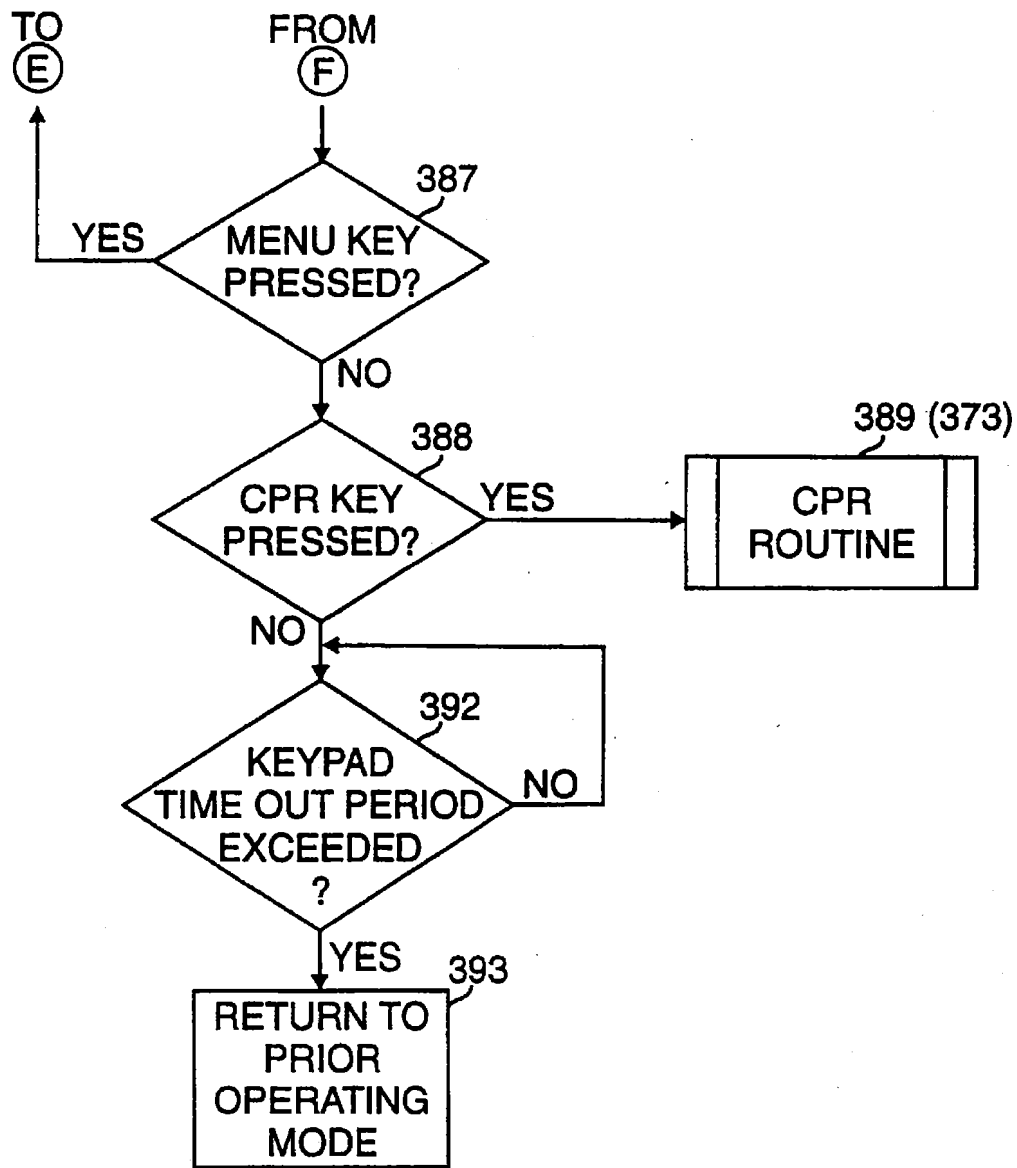 TO
E
FROM
F
387
MENU KEY
PRESSED?
YES
NO
388
CPR KEY
PRESSED?
YES
389 (373)
CPR
ROUTINE
NO
392
KEYPAD
TIME OUT PERIOD
EXCEEDED
?
NO
YES
393
RETURN TO
PRIOR
OPERATING
MODE